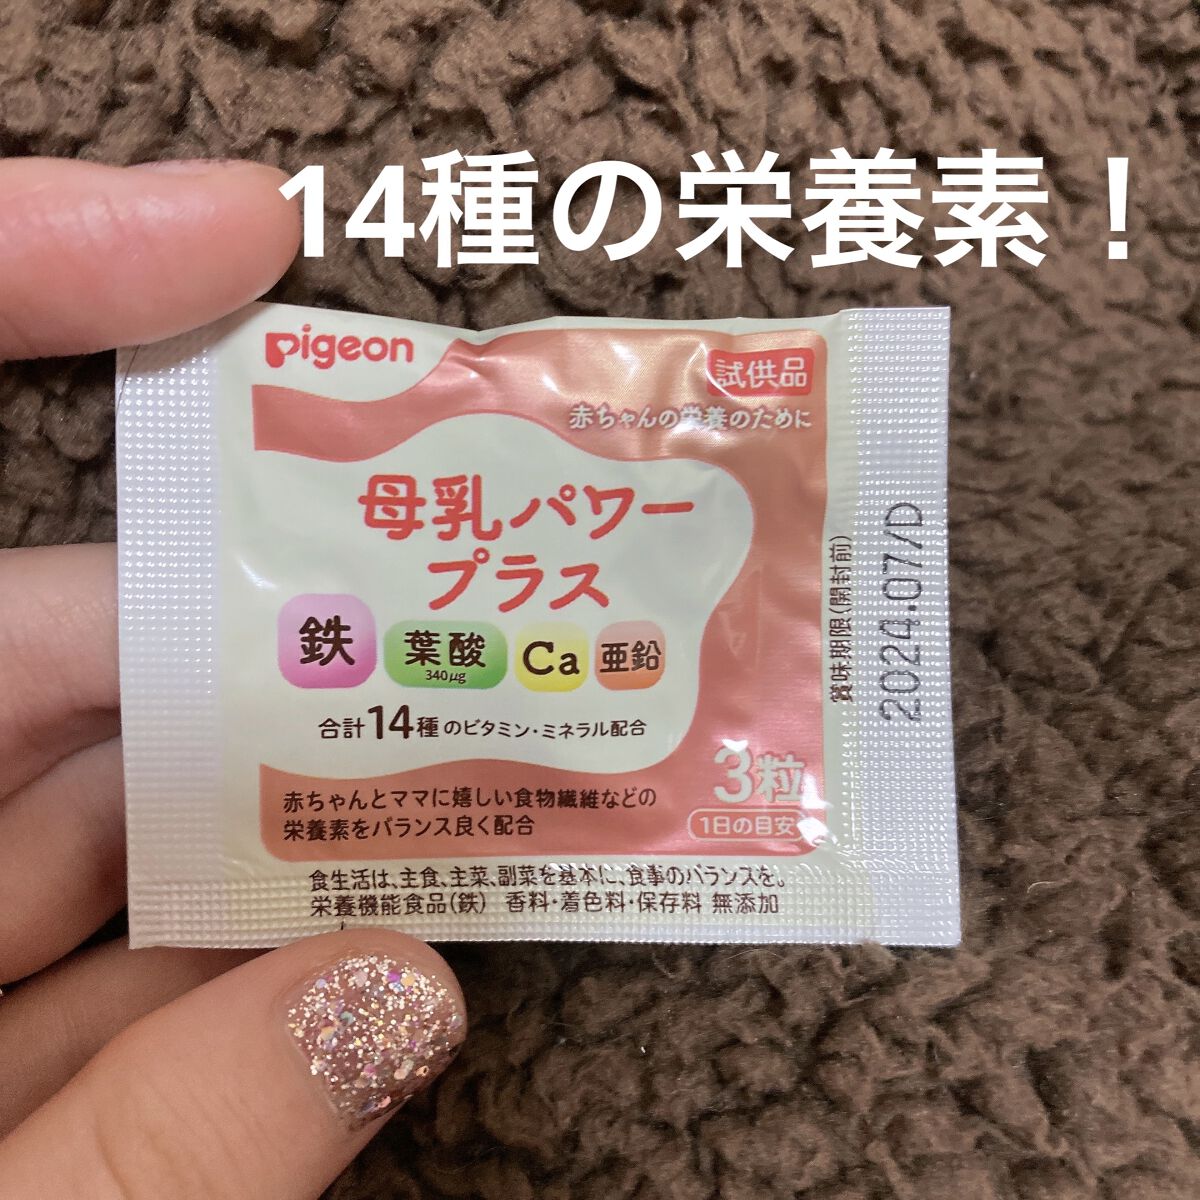 14種の栄養素！
Pigeon
試供品
赤ちゃんの栄養のために
母乳パワー
プラス
鉄 葉酸 Ca 亜鉛
340μg
合計14種のビタミン・ミネラル配合
3粒
1日の目安
赤ちゃんとママに嬉しい食物繊維などの
栄養素をバランス良く配合
食生活は、主食、主菜、副菜を基本に、食事のバランスを。
栄養機能食品(鉄) 香料・着色料・保存料 無添加
賞味期限(開封前)
2024.07/D